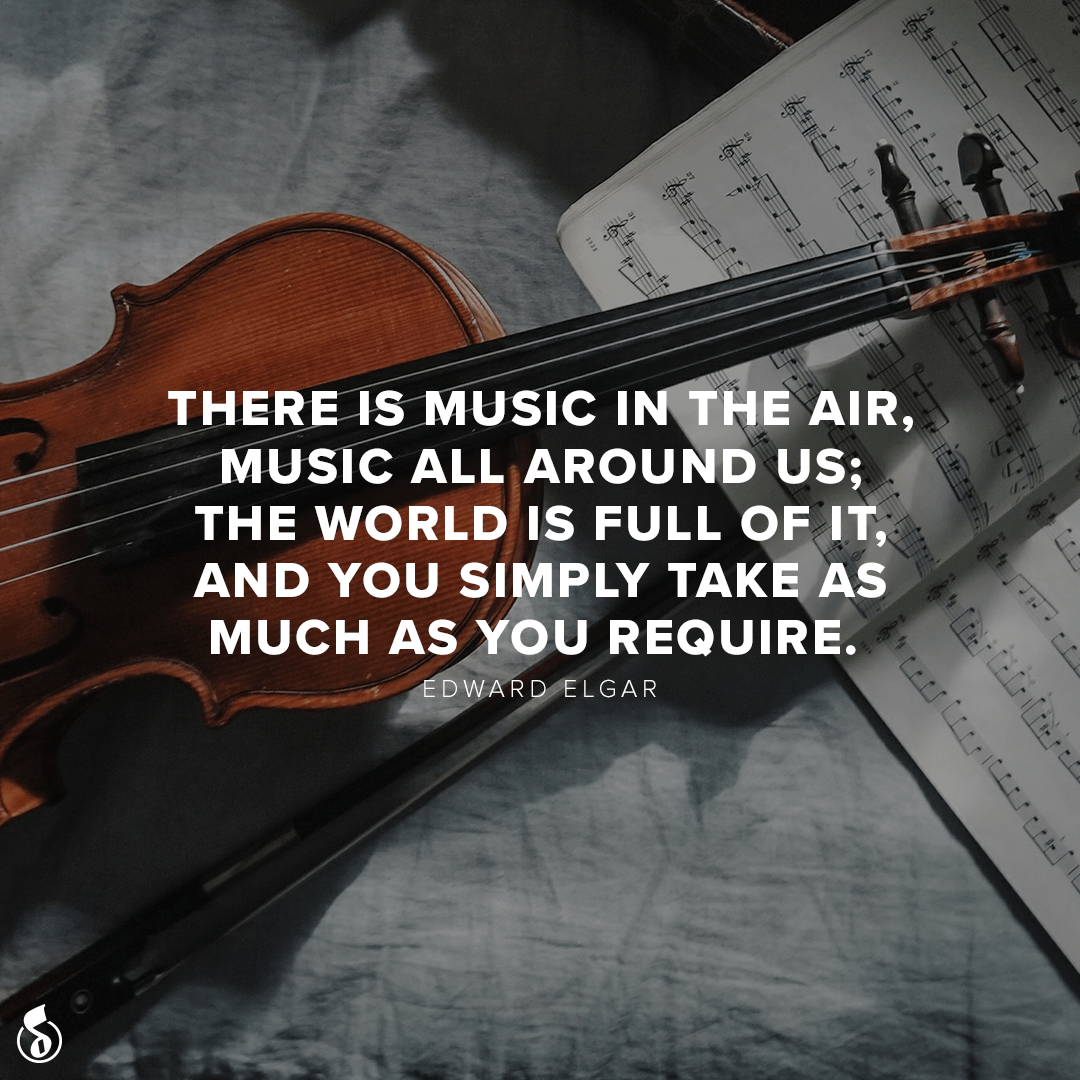 THERE IS MUSIC IN THE AIR,
MUSIC ALL AROUND US;
THE WORLD IS FULL OF IT,
AND YOU SIMPLY TAKE AS
MUCH AS YOU REQUIRE.
EDWARD ELGAR